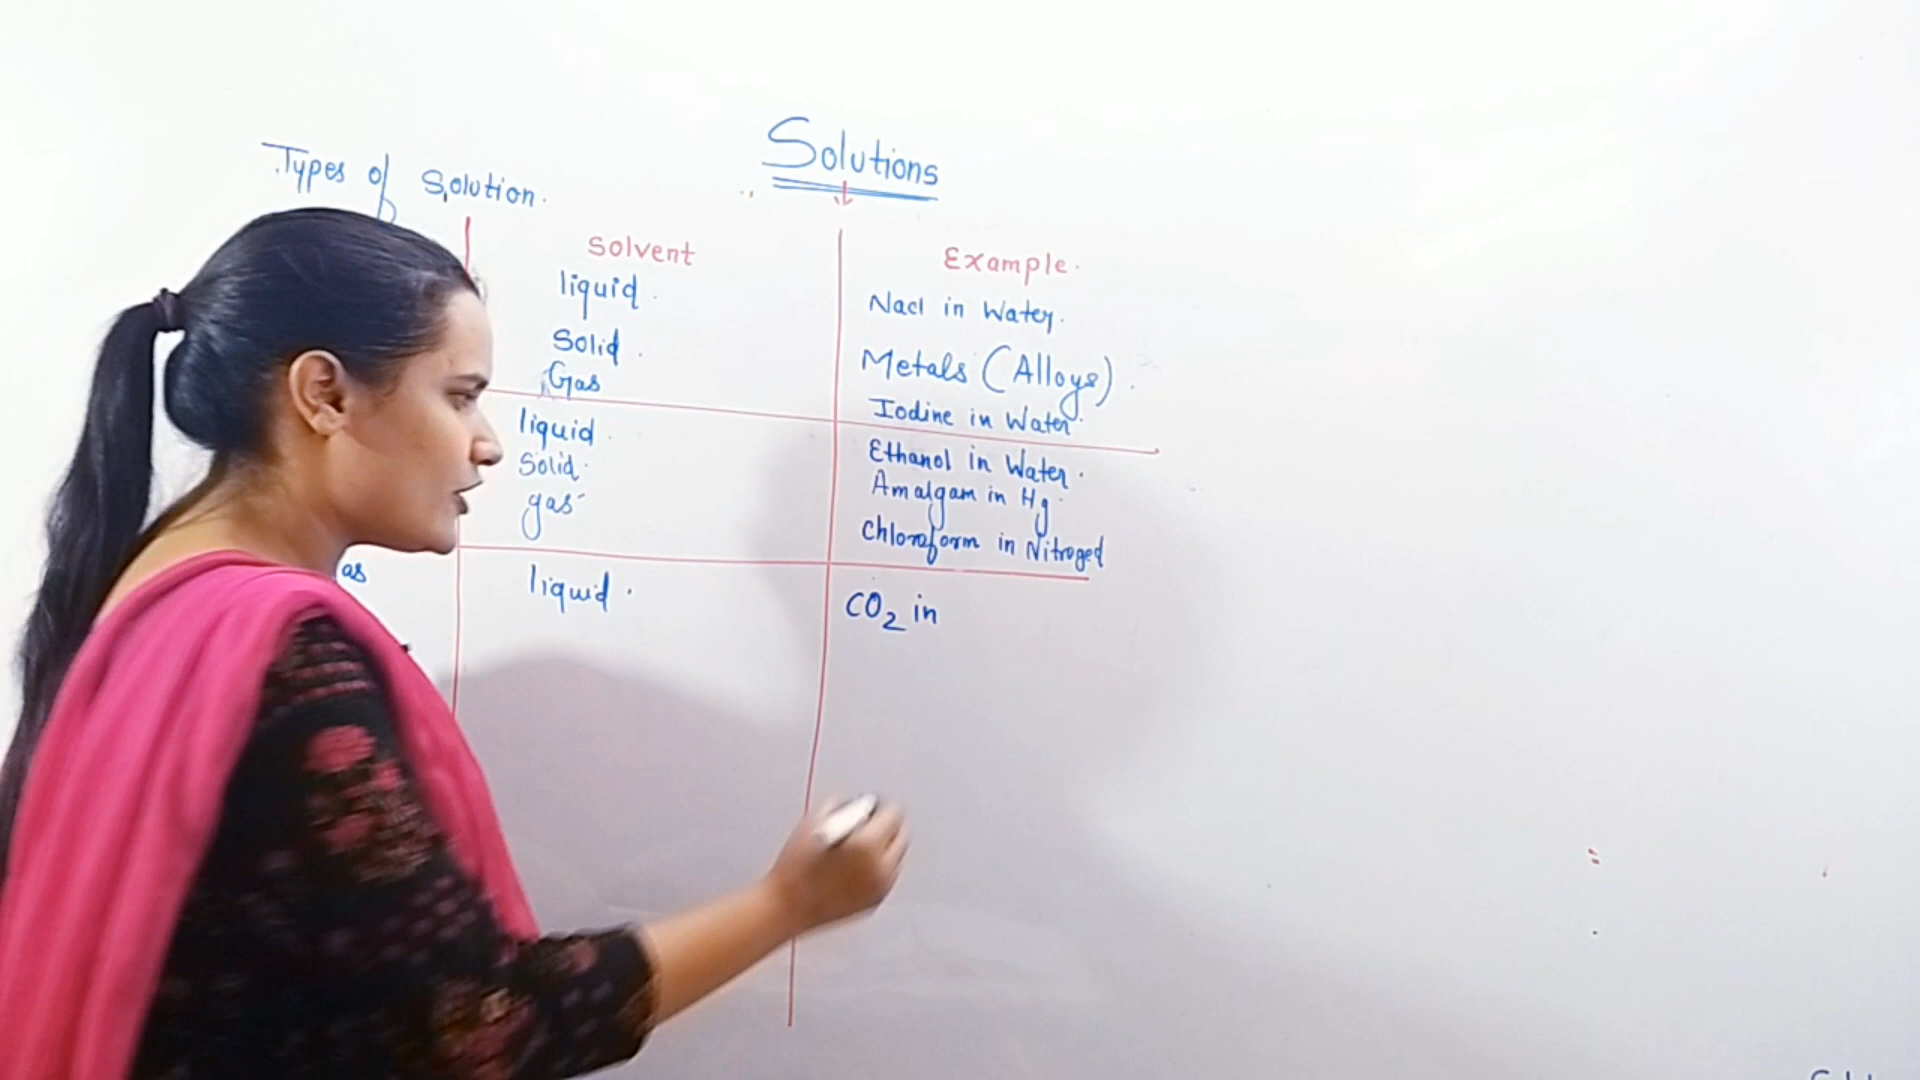 Types of Solution.
Solutions
Solvent Example.
liquid. Nacl in Water.
Solid. Metals (Alloys).
Gas Iodine in Water.
liquid. Ethanol in Water.
Solid. Amalgam in Hg.
gas Chloroform in Nitroged
as liquid. CO2 in